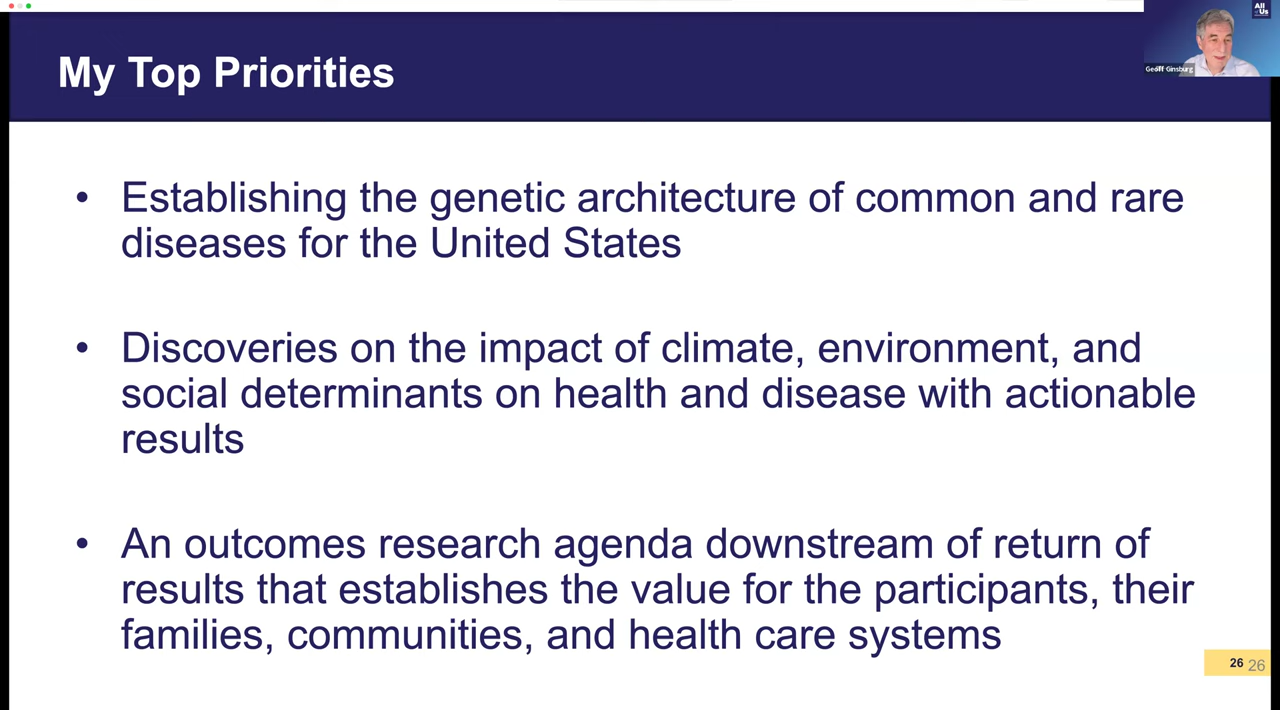 My Top Priorities
All
of Us
Geoff Ginsburg
• Establishing the genetic architecture of common and rare
diseases for the United States
• Discoveries on the impact of climate, environment, and
social determinants on health and disease with actionable
results
• An outcomes research agenda downstream of return of
results that establishes the value for the participants, their
families, communities, and health care systems
26 26